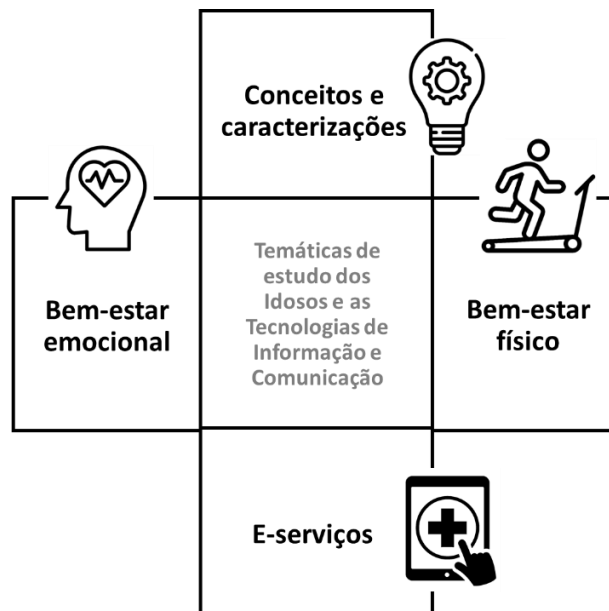 Conceitos e
caracterizações
Bem-estar
emocional
Temáticas de
estudo dos
Idosos e as
Tecnologias de
Informação e
Comunicação
Bem-estar
físico
E-serviços